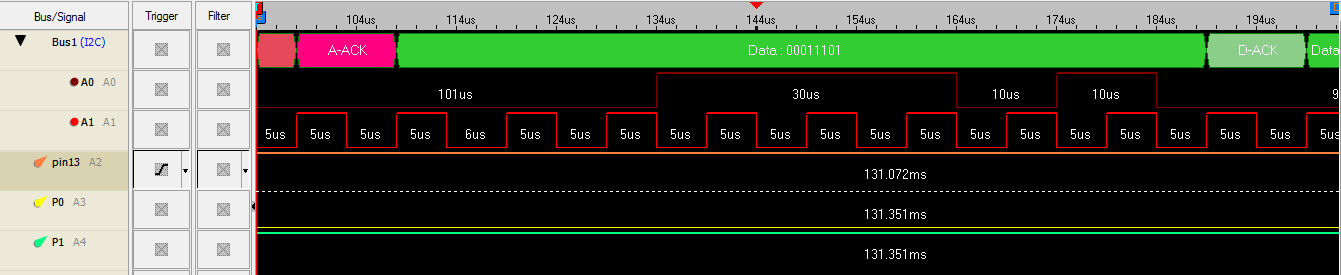 Bus/Signal Trigger Filter
104us 114us 124us 134us 144us 154us 164us 174us 184us 194us
Bus1 (I2C) A-ACK Data : 00011101 D-ACK Data
A0 A0 101us 30us 10us 10us 9
A1 A1 5us 5us 5us 5us 6us 5us 5us 5us 5us 5us 5us 5us 5us 5us 5us 5us 5us 5us 5us 5us 5us
pin13 A2 131.072ms
P0 A3 131.351ms
P1 A4 131.351ms